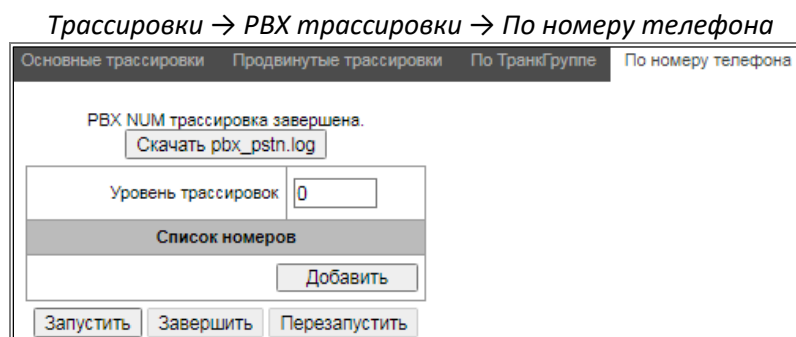 Трассировки → PBX трассировки → По номеру телефона
Основные трассировки Продвинутые трассировки По ТранкГруппе По номеру телефона
PBX NUM трассировка завершена.
Скачать pbx_pstn.log
Уровень трассировок 0
Список номеров
Добавить
Запустить Завершить Перезапустить